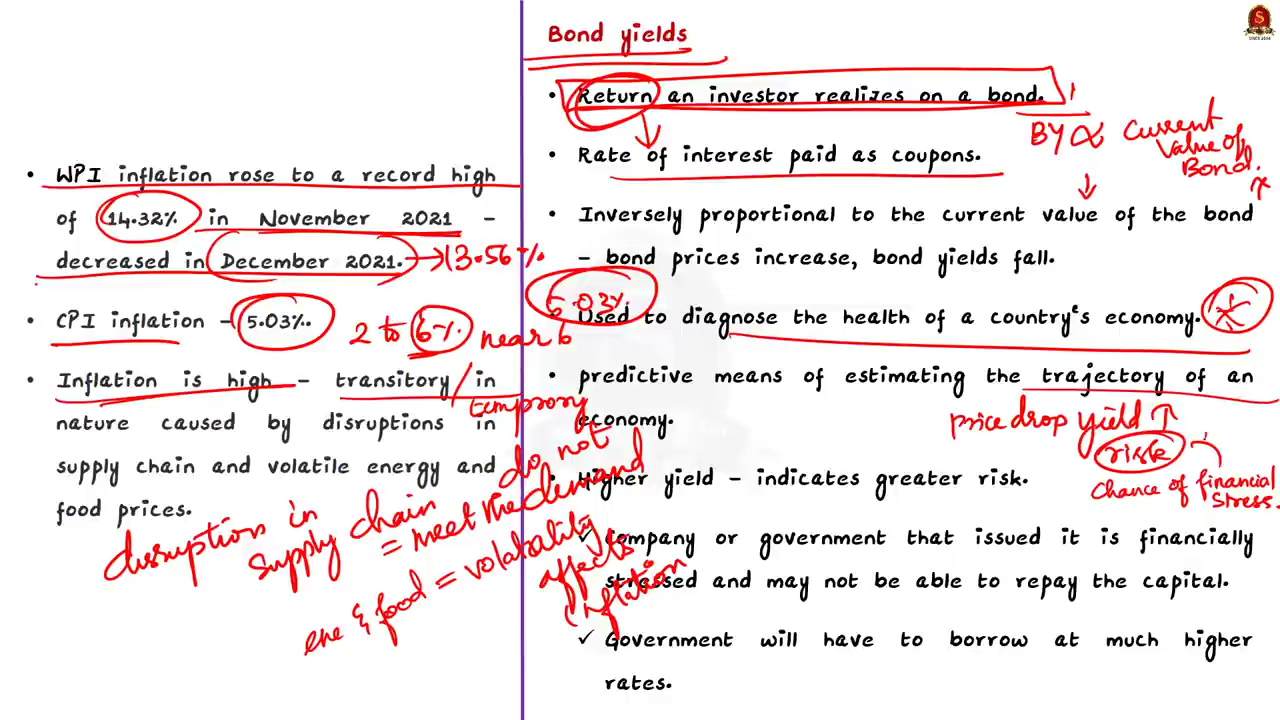 WPI inflation rose to a record high
of 14.32% in November 2021 –
decreased in December 2021. → 13.56%
CPI inflation – 5.03%. 2 to 6% near 6
Inflation is high – transitory/in
temprory
nature caused by disruptions in
supply chain and volatile energy and
food prices.
disruption in
supply chain do not
= meet the demand
ene & food = volability
affects
inflation
Bond yields
Return an investor realizes on a bond.
BY ∝ Current
Value of
Bond.
Rate of interest paid as coupons.
Inversely proportional to the current value of the bond
– bond prices increase, bond yields fall.
5.03%
Used to diagnose the health of a country's economy.
predictive means of estimating the trajectory of an
economy.
price drop yield ↑
risk
Chance of financial
stress.
Higher yield – indicates greater risk.
✓ Company or government that issued it is financially
stressed and may not be able to repay the capital.
✓ Government will have to borrow at much higher
rates.